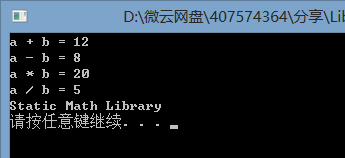 D:\微云网盘\407574364\分享\Lib
a + b = 12
a - b = 8
a * b = 20
a / b = 5
Static Math Library
请按任意键继续. . .